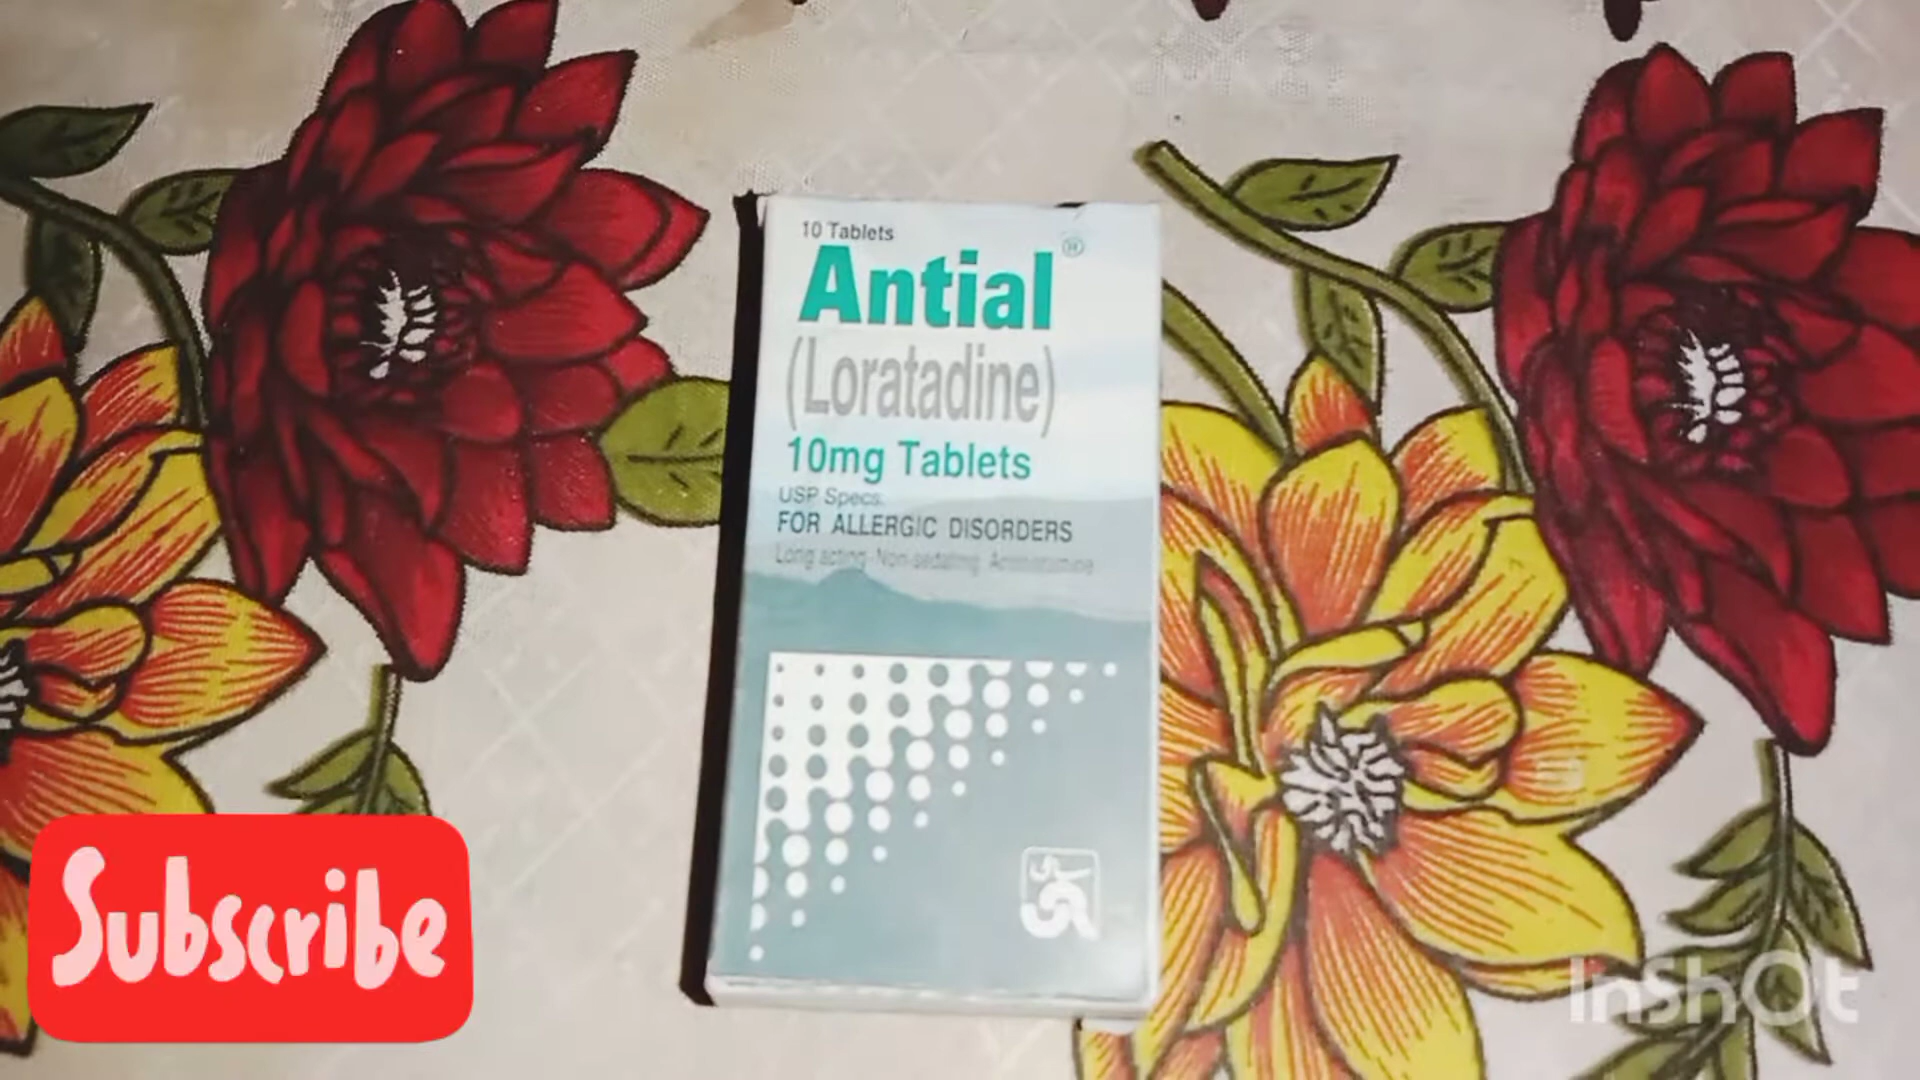 10 Tablets
Antial
(Loratadine)
10mg Tablets
USP Specs.
FOR ALLERGIC DISORDERS
Long acting Non-sedating Antihistamine
Subscribe
InShOt